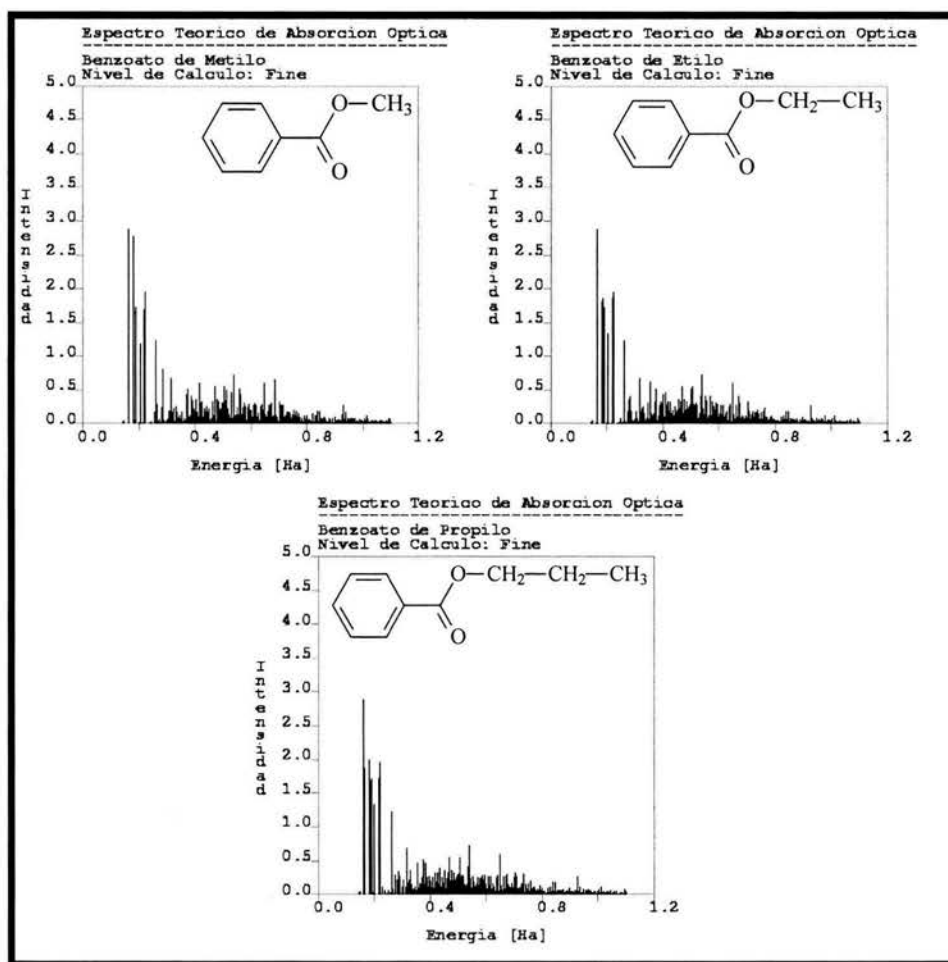 Espectro Teorico de Absorcion Optica
Benzoato de Metilo
Nivel de Calculo: Fine
5.0
4.5
4.0
3.5
3.0
2.5
2.0
1.5
1.0
0.5
0.0
Intensidad
O
CH3
O
0.0 0.4 0.8 1.2
Energia [Ha]
Espectro Teorico de Absorcion Optica
Benzoato de Etilo
Nivel de Calculo: Fine
5.0
4.5
4.0
3.5
3.0
2.5
2.0
1.5
1.0
0.5
0.0
Intensidad
O—CH2 CH3
O
0.0 0.4 0.8 1.2
Energia [Ha]
Espectro Teorico de Absorcion Optica
Benzoato de Propilo
Nivel de Calculo: Fine
5.0
4.5
4.0
3.5
3.0
2.5
2.0
1.5
1.0
0.5
0.0
Intensidad
O—CH2—CH2—CH3
O
0.0 0.4 0.8 1.2
Energia [Ha]